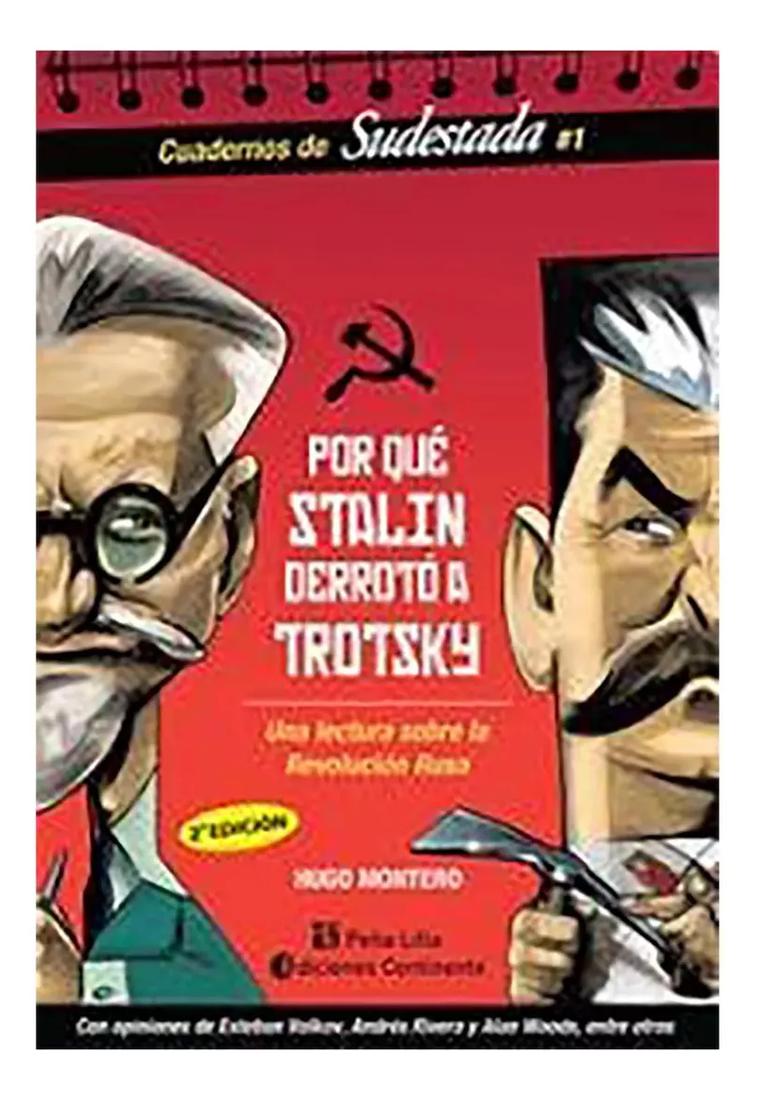 Cuadernos de Sudestada #1
POR QUÉ
STALIN
DERROTÓ A
TROTSKY
Una lectura sobre la
Revolución Rusa
2ª EDICIÓN
HUGO MONTERO
Peña Lillo
Ediciones Continente
Con opiniones de Esteban Volkov, Andrés Rivera y Alan Woods, entre otros